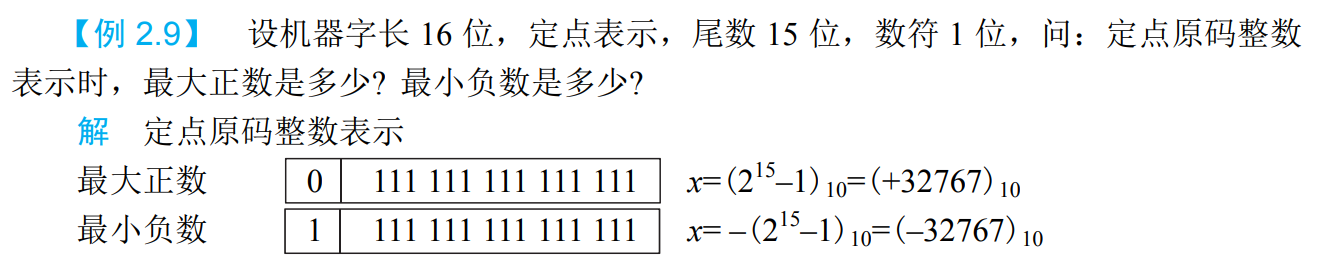 【例 2.9】 设机器字长 16 位，定点表示，尾数 15 位，数符 1 位，问：定点原码整数
表示时，最大正数是多少? 最小负数是多少?
解 定点原码整数表示
最大正数 0 111 111 111 111 111 x=(2¹⁵–1)₁₀=(+32767)₁₀
最小负数 1 111 111 111 111 111 x= –(2¹⁵–1)₁₀=(–32767)₁₀